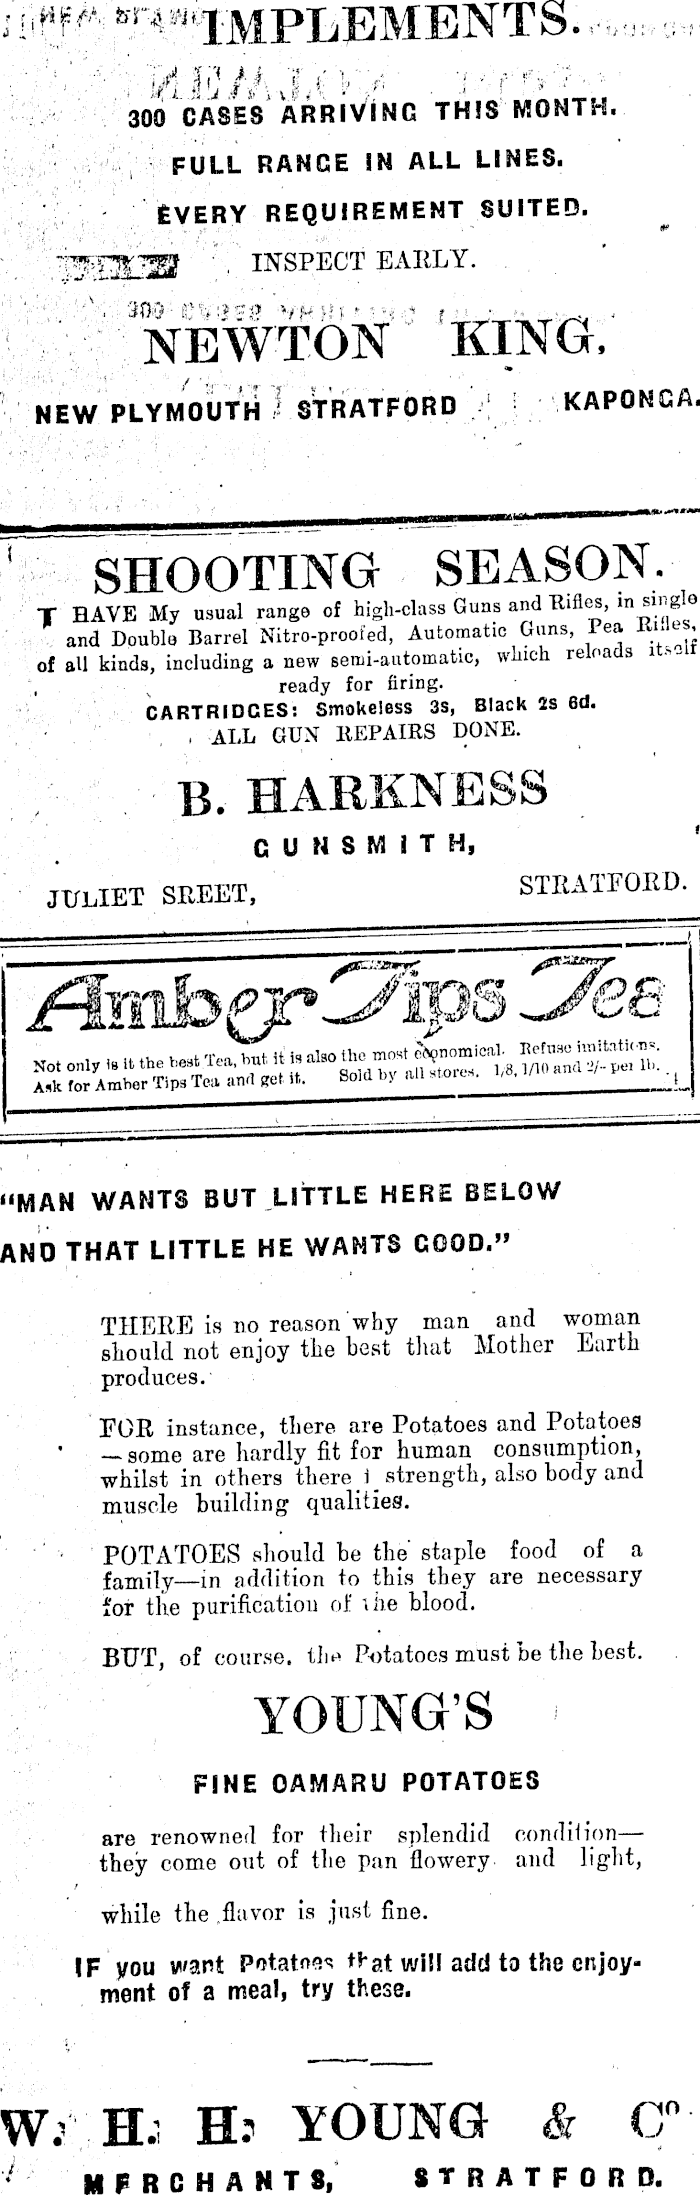 IMPLEMENTS.
300 CASES ARRIVING THIS MONTH.
FULL RANGE IN ALL LINES.
EVERY REQUIREMENT SUITED.
INSPECT EARLY.
NEWTON KING,
NEW PLYMOUTH STRATFORD KAPONGA.
SHOOTING SEASON.
I HAVE My usual range of high-class Guns and Rifles, in single
and Double Barrel Nitro-proofed, Automatic Guns, Pea Rifles,
of all kinds, including a new semi-automatic, which reloads itself
ready for firing.
CARTRIDGES: Smokeless 3s, Black 2s 6d.
ALL GUN REPAIRS DONE.
B. HARKNESS
GUNSMITH,
JULIET SREET, STRATFORD.
Amber Tips Tea
Not only is it the best Tea, but it is also the most economical. Refuse imitations.
Ask for Amber Tips Tea and get it. Sold by all stores. 1/8, 1/10 and 2/- per lb.
"MAN WANTS BUT LITTLE HERE BELOW
AND THAT LITTLE HE WANTS GOOD."
THERE is no reason why man and woman
should not enjoy the best that Mother Earth
produces.
FOR instance, there are Potatoes and Potatoes
—some are hardly fit for human consumption,
whilst in others there i strength, also body and
muscle building qualities.
POTATOES should be the staple food of a
family—in addition to this they are necessary
for the purification of the blood.
BUT, of course, the Potatoes must be the best.
YOUNG'S
FINE OAMARU POTATOES
are renowned for their splendid condition—
they come out of the pan flowery and light,
while the flavor is just fine.
IF you want Potatoes that will add to the enjoy-
ment of a meal, try these.
W. H. H. YOUNG & Co.
MERCHANTS, STRATFORD.